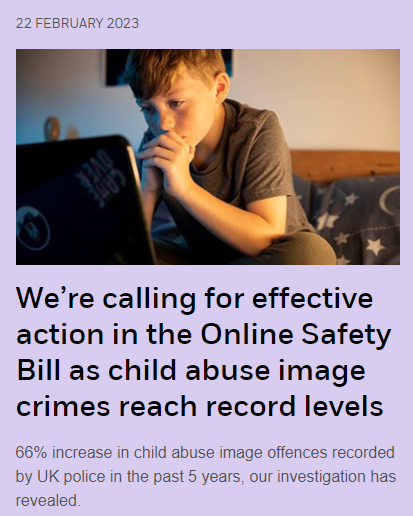 22 FEBRUARY 2023
GAME
OVER
We're calling for effective
action in the Online Safety
Bill as child abuse image
crimes reach record levels
66% increase in child abuse image offences recorded
by UK police in the past 5 years, our investigation has
revealed.